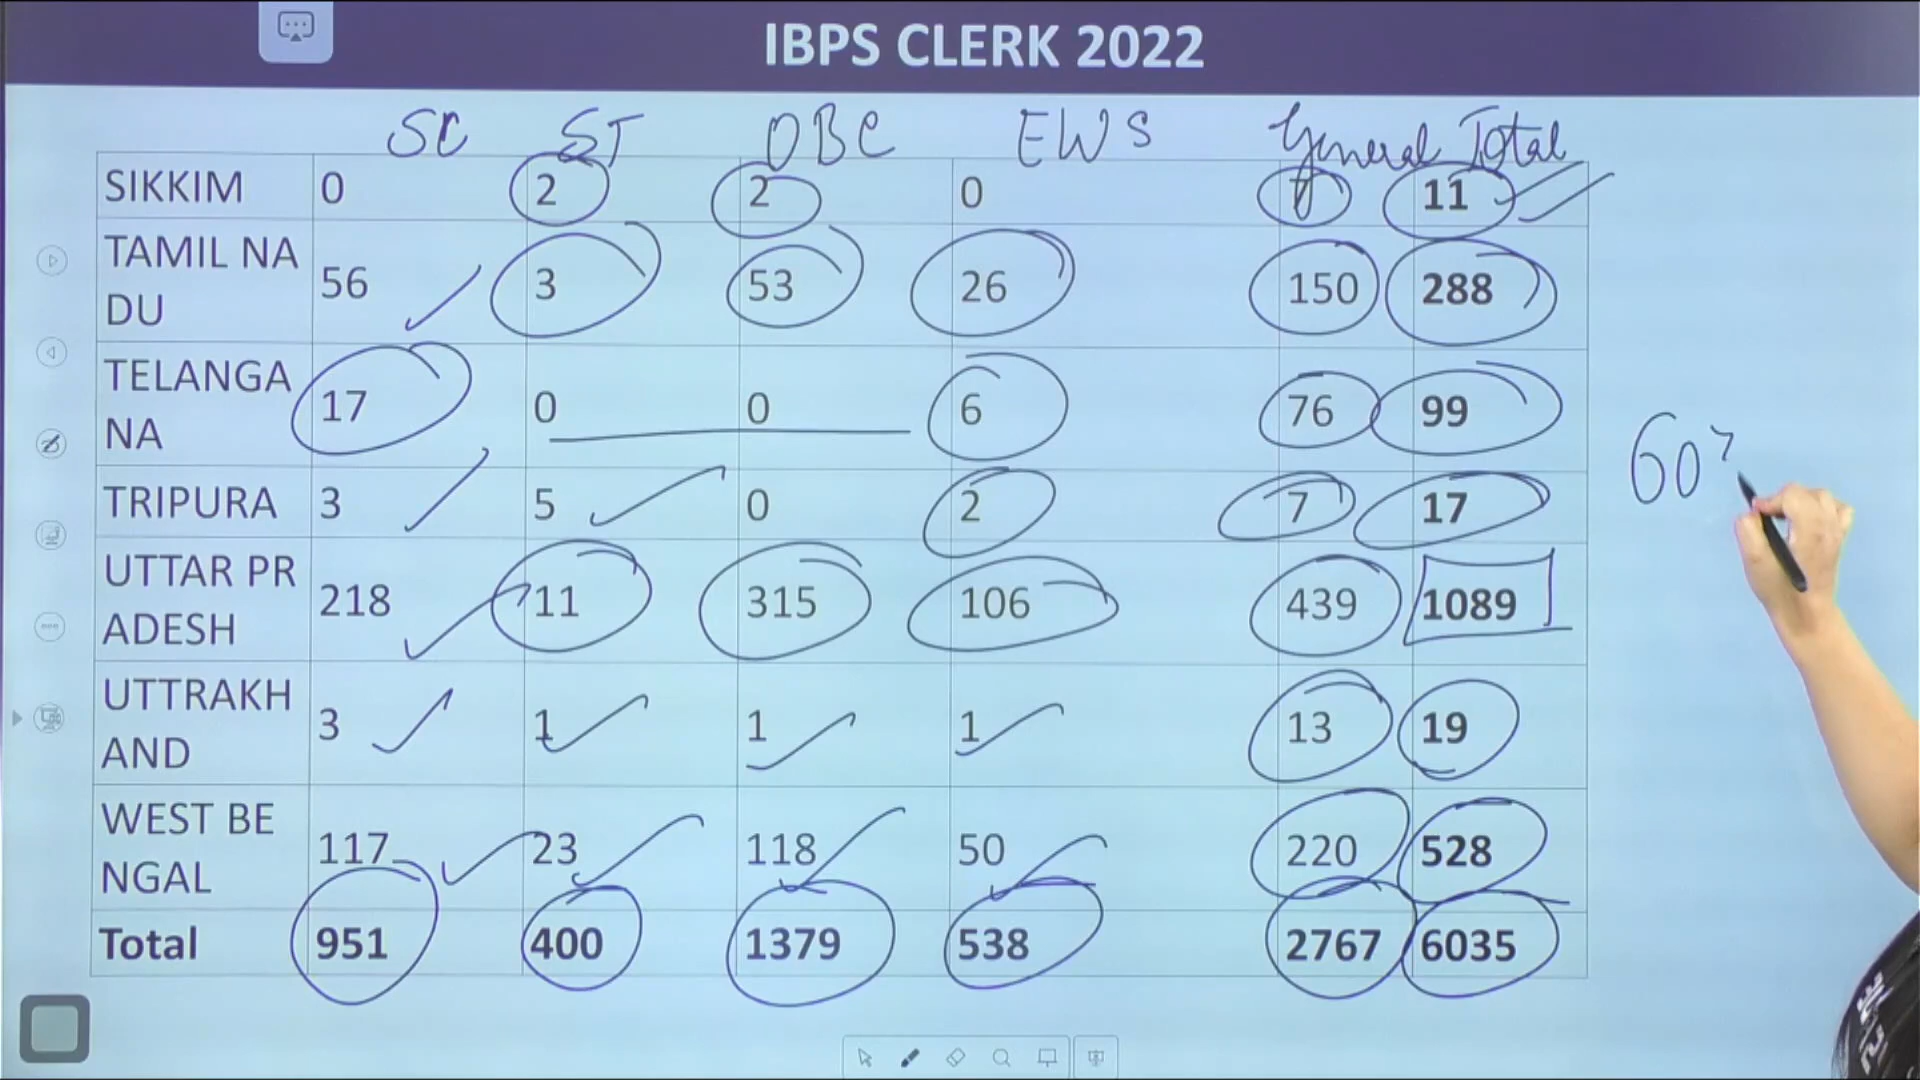 IBPS CLERK 2022
SC ST OBC EWS General Total
SIKKIM 0 2 2 0 11
TAMIL NA
DU 56 3 53 26 150 288
TELANGA
NA 17 0 0 6 76 99
TRIPURA 3 5 0 2 7 17
UTTAR PR
ADESH 218 11 315 106 439 1089
UTTRAKH
AND 3 1 1 1 13 19
WEST BE
NGAL 117 23 118 50 220 528
Total 951 400 1379 538 2767 6035
60